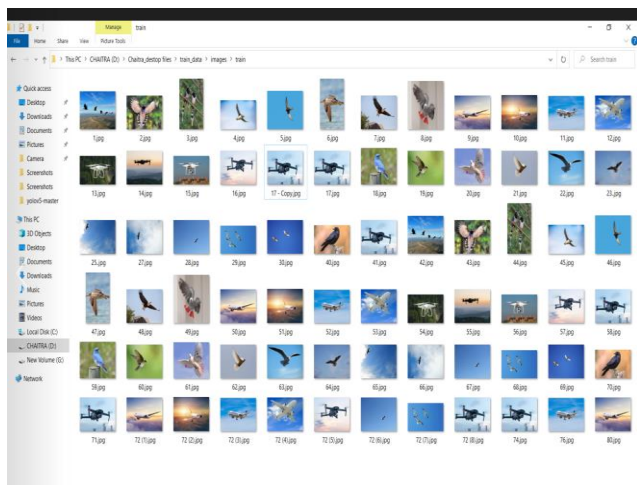 Manage train
File Home Share View Picture Tools
This PC > CHAITRA (D:) > Chaitra_destop files > train_data > images > train
Search train
Quick access
Desktop
Downloads
Documents
Pictures
Camera
Screenshots
Screenshots
yolov5-master
This PC
3D Objects
Desktop
Documents
Downloads
Music
Pictures
Videos
Local Disk (C:)
CHAITRA (D:)
New Volume (G:)
Network
1.jpg 2.jpg 3.jpg 4.jpg 5.jpg 6.jpg 7.jpg 8.jpg 9.jpg 10.jpg 11.jpg 12.jpg
13.jpg 14.jpg 15.jpg 16.jpg 17 - Copy.jpg 17.jpg 18.jpg 19.jpg 20.jpg 21.jpg 22.jpg 23.jpg
25.jpg 27.jpg 28.jpg 29.jpg 30.jpg 40.jpg 41.jpg 42.jpg 43.jpg 44.jpg 45.jpg 46.jpg
47.jpg 48.jpg 49.jpg 50.jpg 51.jpg 52.jpg 53.jpg 54.jpg 55.jpg 56.jpg 57.jpg 58.jpg
59.jpg 60.jpg 61.jpg 62.jpg 63.jpg 64.jpg 65.jpg 66.jpg 67.jpg 68.jpg 69.jpg 70.jpg
71.jpg 72 (1).jpg 72 (2).jpg 72 (3).jpg 72 (4).jpg 72 (5).jpg 72 (6).jpg 72 (7).jpg 72 (8).jpg 74.jpg 76.jpg 80.jpg